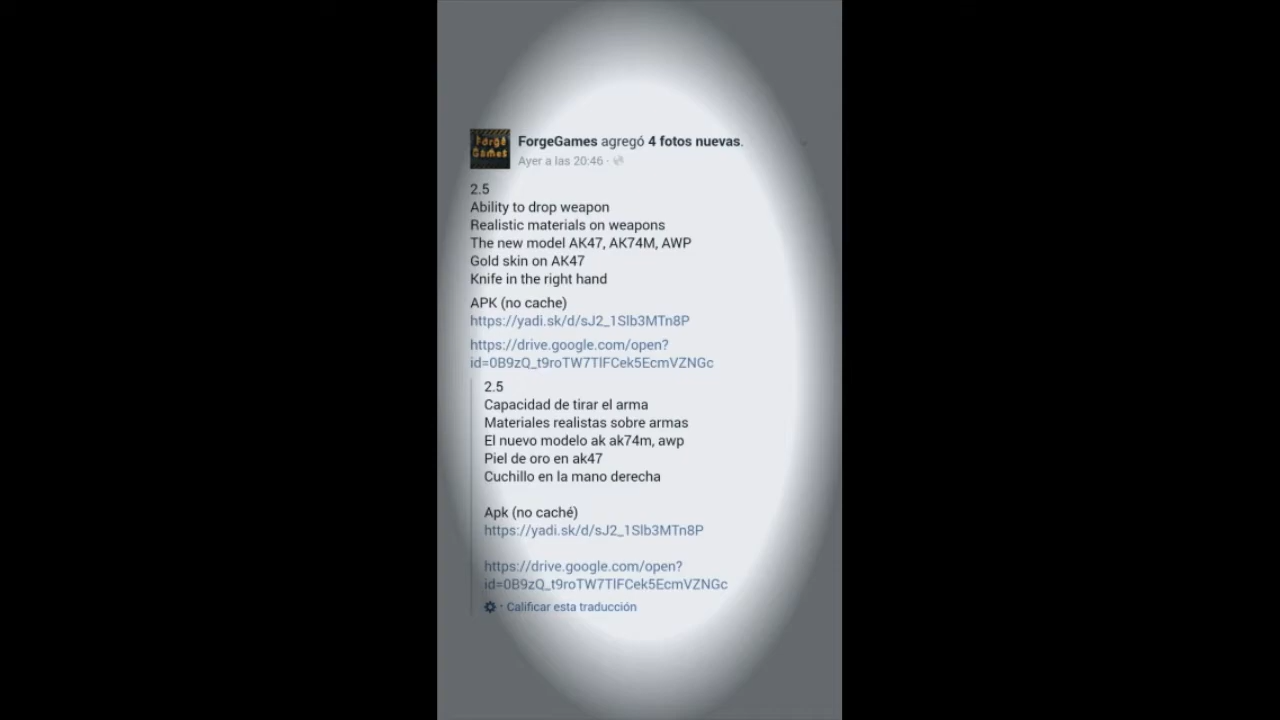 Forge
Games
ForgeGames agregó 4 fotos nuevas.
Ayer a las 20:46 ·
2.5
Ability to drop weapon
Realistic materials on weapons
The new model AK47, AK74M, AWP
Gold skin on AK47
Knife in the right hand
APK (no cache)
https://yadi.sk/d/sJ2_1Slb3MTn8P
https://drive.google.com/open?
id=0B9zQ_t9roTW7TlFCek5EcmVZNGc
2.5
Capacidad de tirar el arma
Materiales realistas sobre armas
El nuevo modelo ak ak74m, awp
Piel de oro en ak47
Cuchillo en la mano derecha
Apk (no caché)
https://yadi.sk/d/sJ2_1Slb3MTn8P
https://drive.google.com/open?
id=0B9zQ_t9roTW7TlFCek5EcmVZNGc
· Calificar esta traducción